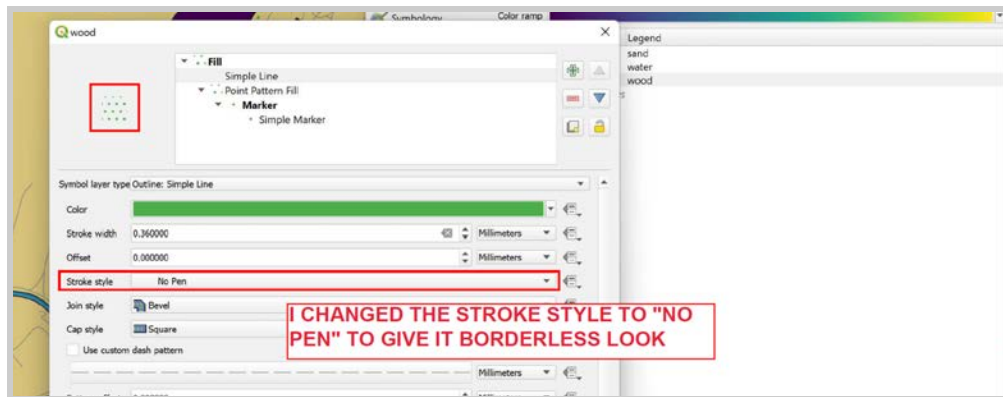 Symbology
Color ramp
wood
Legend
sand
water
wood
Fill
Simple Line
Point Pattern Fill
Marker
Simple Marker
Symbol layer type Outline: Simple Line
Color
Stroke width 0.360000 Millimeters
Offset 0.000000 Millimeters
Stroke style No Pen
Join style Bevel
Cap style Square
I CHANGED THE STROKE STYLE TO "NO
PEN" TO GIVE IT BORDERLESS LOOK
Use custom dash pattern
Millimeters